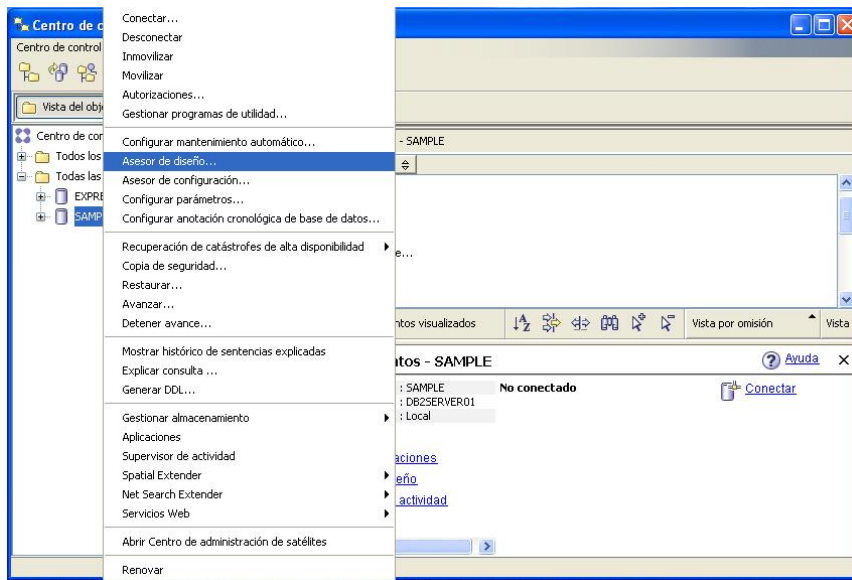 Centro de c
Centro de control
Vista del obj
Centro de cor
Todos los
Todas las
EXPRE
SAMP
Conectar...
Desconectar
Inmovilizar
Movilizar
Autorizaciones...
Gestionar programas de utilidad...
Configurar mantenimiento automático...
Asesor de diseño...
Asesor de configuración...
Configurar parámetros...
Configurar anotación cronológica de base de datos...
Recuperación de catástrofes de alta disponibilidad
Copia de seguridad...
Restaurar...
Avanzar...
Detener avance...
Mostrar histórico de sentencias explicadas
Explicar consulta ...
Generar DDL...
Gestionar almacenamiento
Aplicaciones
Supervisor de actividad
Spatial Extender
Net Search Extender
Servicios Web
Abrir Centro de administración de satélites
Renovar
- SAMPLE
e...
ntos visualizados
Vista por omisión
Vista
tos - SAMPLE
Ayuda
: SAMPLE
No conectado
Conectar
: DB2SERVER01
: Local
aciones
eño
actividad